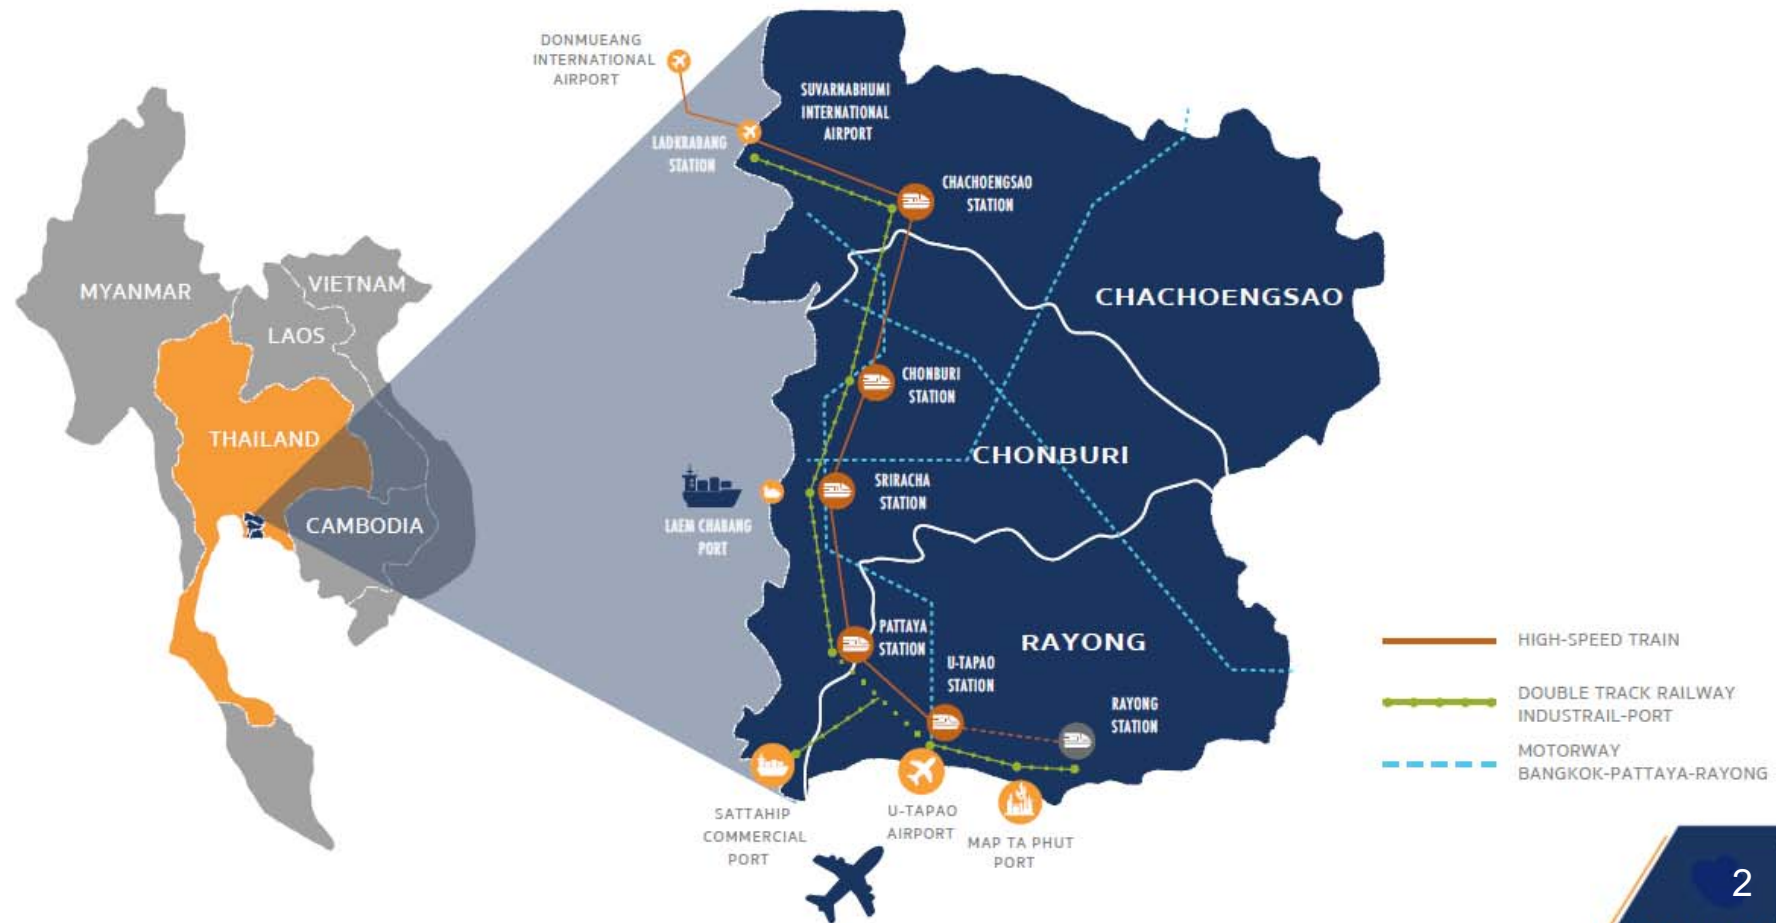 DONMUEANG
INTERNATIONAL
AIRPORT
SUVARNABHUMI
INTERNATIONAL
AIRPORT
LADKRABANG
STATION
CHACHOENGSAO
STATION
MYANMAR
VIETNAM
LAOS
THAILAND
CAMBODIA
CHACHOENGSAO
CHONBURI
STATION
CHONBURI
SRIRACHA
STATION
LAEM CHABANG
PORT
PATTAYA
STATION
RAYONG
U-TAPAO
STATION
RAYONG
STATION
SATTAHIP
COMMERCIAL
PORT
U-TAPAO
AIRPORT
MAP TA PHUT
PORT
HIGH-SPEED TRAIN
DOUBLE TRACK RAILWAY
INDUSTRAIL-PORT
MOTORWAY
BANGKOK-PATTAYA-RAYONG
2